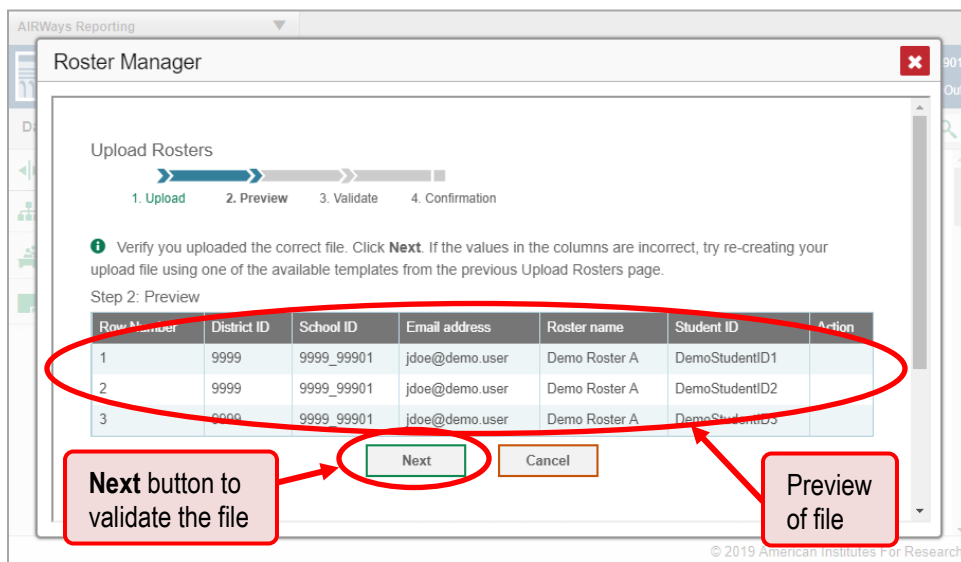 AIRWays Reporting
Roster Manager
901
Out
Da
Upload Rosters
1. Upload 2. Preview 3. Validate 4. Confirmation
Verify you uploaded the correct file. Click Next. If the values in the columns are incorrect, try re-creating your
upload file using one of the available templates from the previous Upload Rosters page.
Step 2: Preview
Row Number District ID School ID Email address Roster name Student ID Action
1 9999 9999_99901 jdoe@demo.user Demo Roster A DemoStudentID1
2 9999 9999_99901 jdoe@demo.user Demo Roster A DemoStudentID2
3 9999 9999_99901 jdoe@demo.user Demo Roster A DemoStudentID3
Next Cancel
Next button to
validate the file
Preview
of file
© 2019 American Institutes For Research